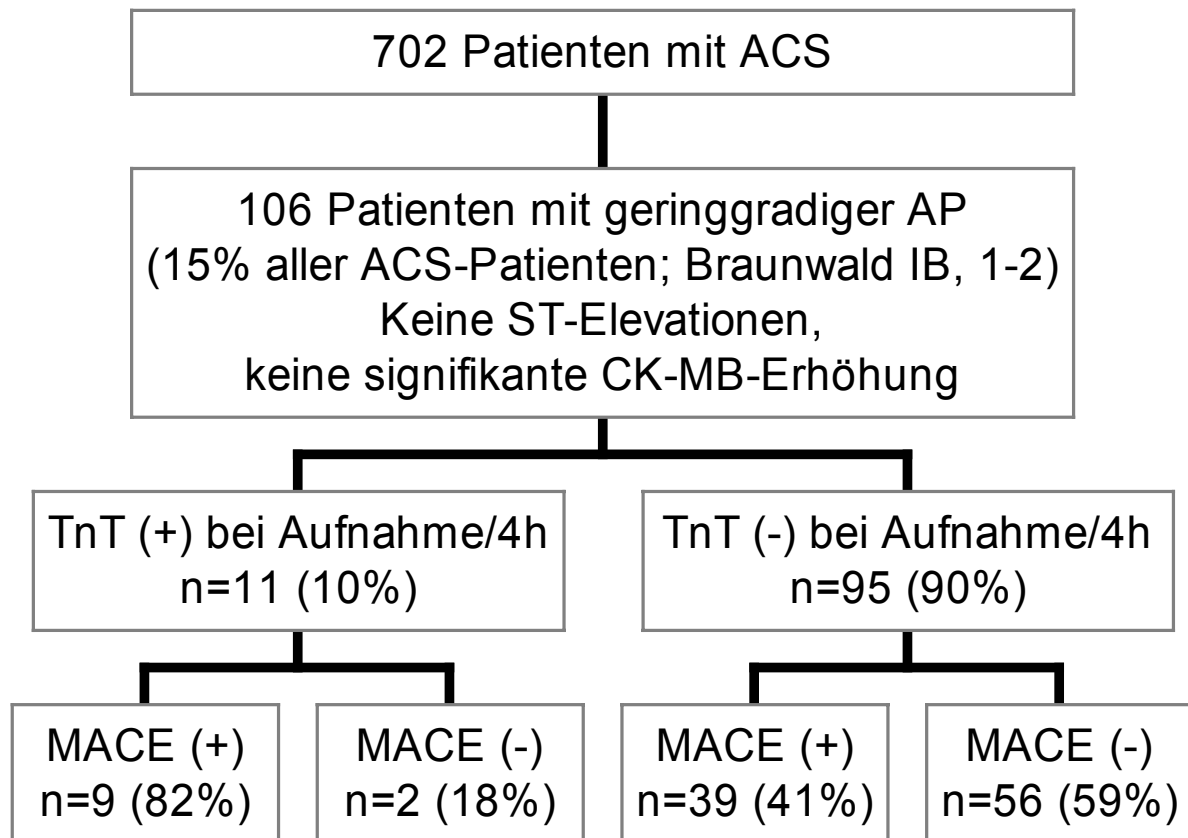 702 Patienten mit ACS
106 Patienten mit geringgradiger AP
(15% aller ACS-Patienten; Braunwald IB, 1-2)
Keine ST-Elevationen,
keine signifikante CK-MB-Erhöhung
TnT (+) bei Aufnahme/4h
n=11 (10%)
TnT (-) bei Aufnahme/4h
n=95 (90%)
MACE (+)
n=9 (82%)
MACE (-)
n=2 (18%)
MACE (+)
n=39 (41%)
MACE (-)
n=56 (59%)